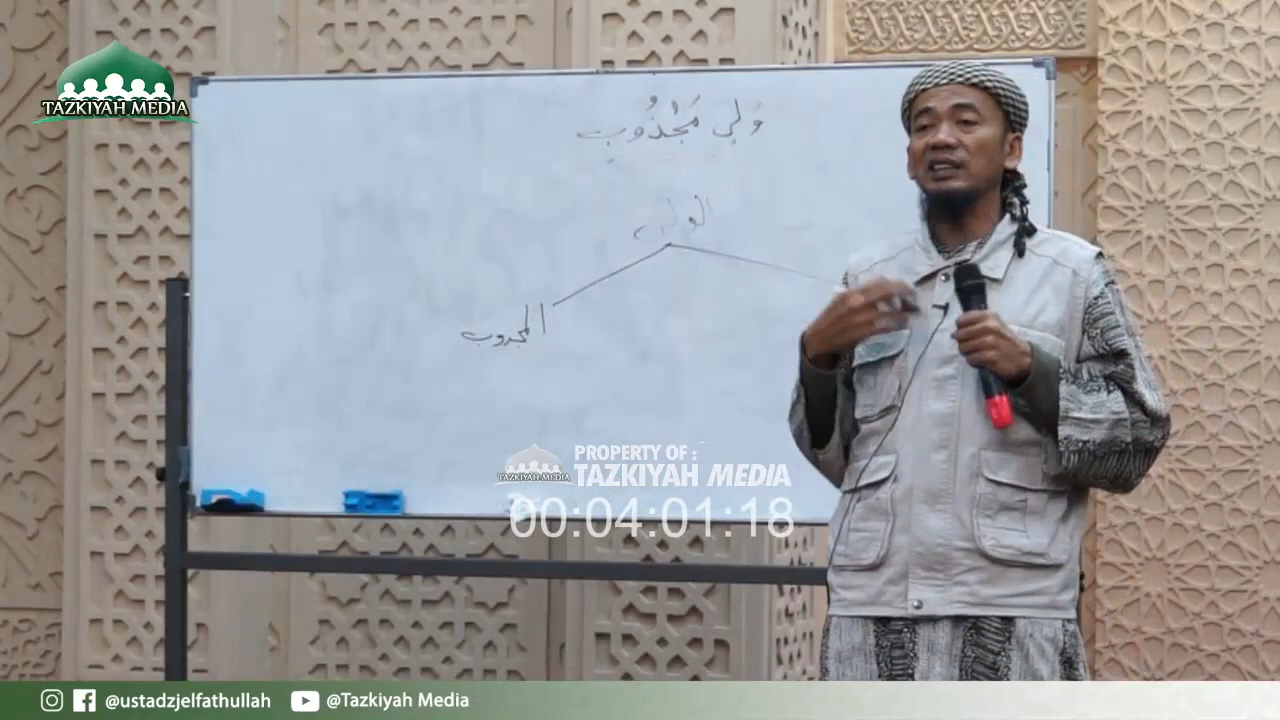 TAZKIYAH MEDIA
وَلِي مَجْذُوب
الولي
المجذوب
PROPERTY OF :
TAZKIYAH MEDIA
TAZKIYAH MEDIA
00:04:01:18
@ustadzjelfathullah
@Tazkiyah Media